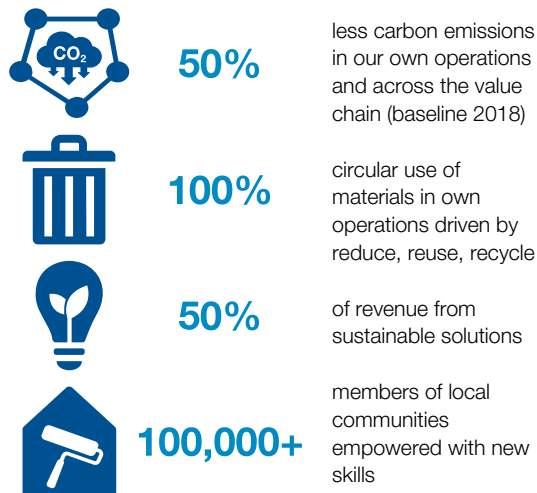 CO₂
50%
less carbon emissions
in our own operations
and across the value
chain (baseline 2018)
100%
circular use of
materials in own
operations driven by
reduce, reuse, recycle
50%
of revenue from
sustainable solutions
100,000+
members of local
communities
empowered with new
skills